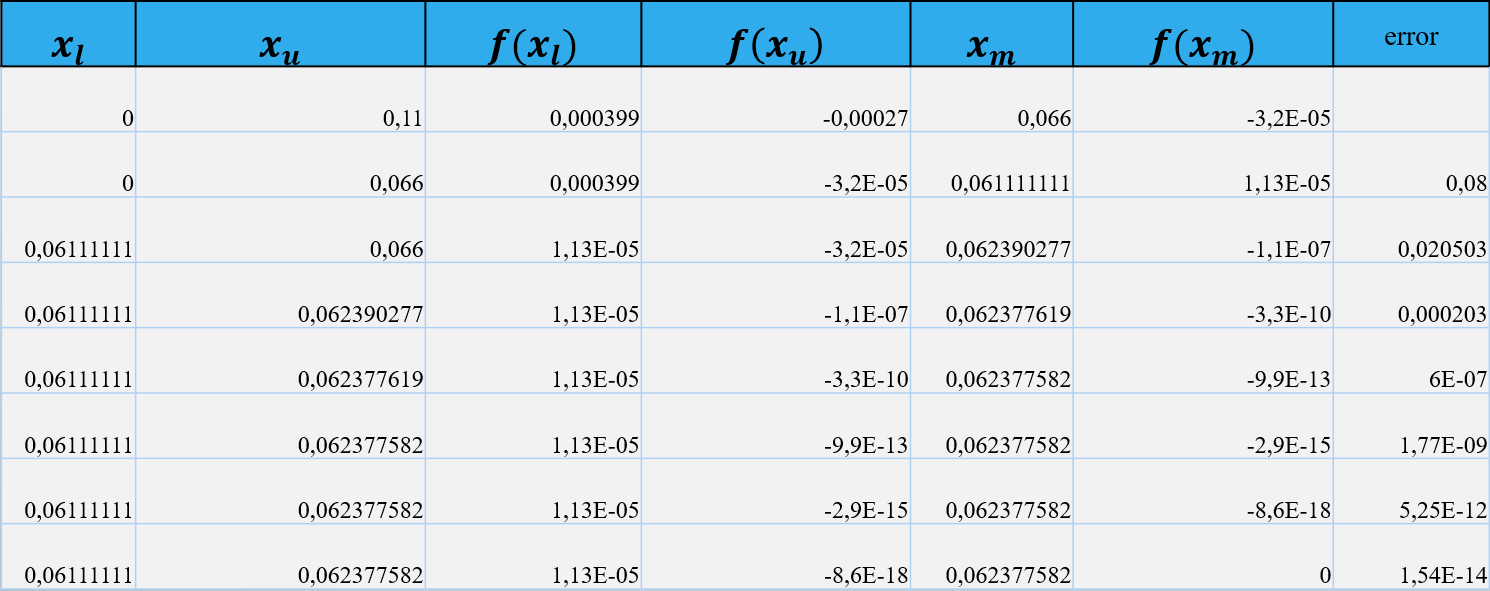 x_l x_u f(x_l) f(x_u) x_m f(x_m) error
0 0,11 0,000399 -0,00027 0,066 -3,2E-05
0 0,066 0,000399 -3,2E-05 0,061111111 1,13E-05 0,08
0,06111111 0,066 1,13E-05 -3,2E-05 0,062390277 -1,1E-07 0,020503
0,06111111 0,062390277 1,13E-05 -1,1E-07 0,062377619 -3,3E-10 0,000203
0,06111111 0,062377619 1,13E-05 -3,3E-10 0,062377582 -9,9E-13 6E-07
0,06111111 0,062377582 1,13E-05 -9,9E-13 0,062377582 -2,9E-15 1,77E-09
0,06111111 0,062377582 1,13E-05 -2,9E-15 0,062377582 -8,6E-18 5,25E-12
0,06111111 0,062377582 1,13E-05 -8,6E-18 0,062377582 0 1,54E-14